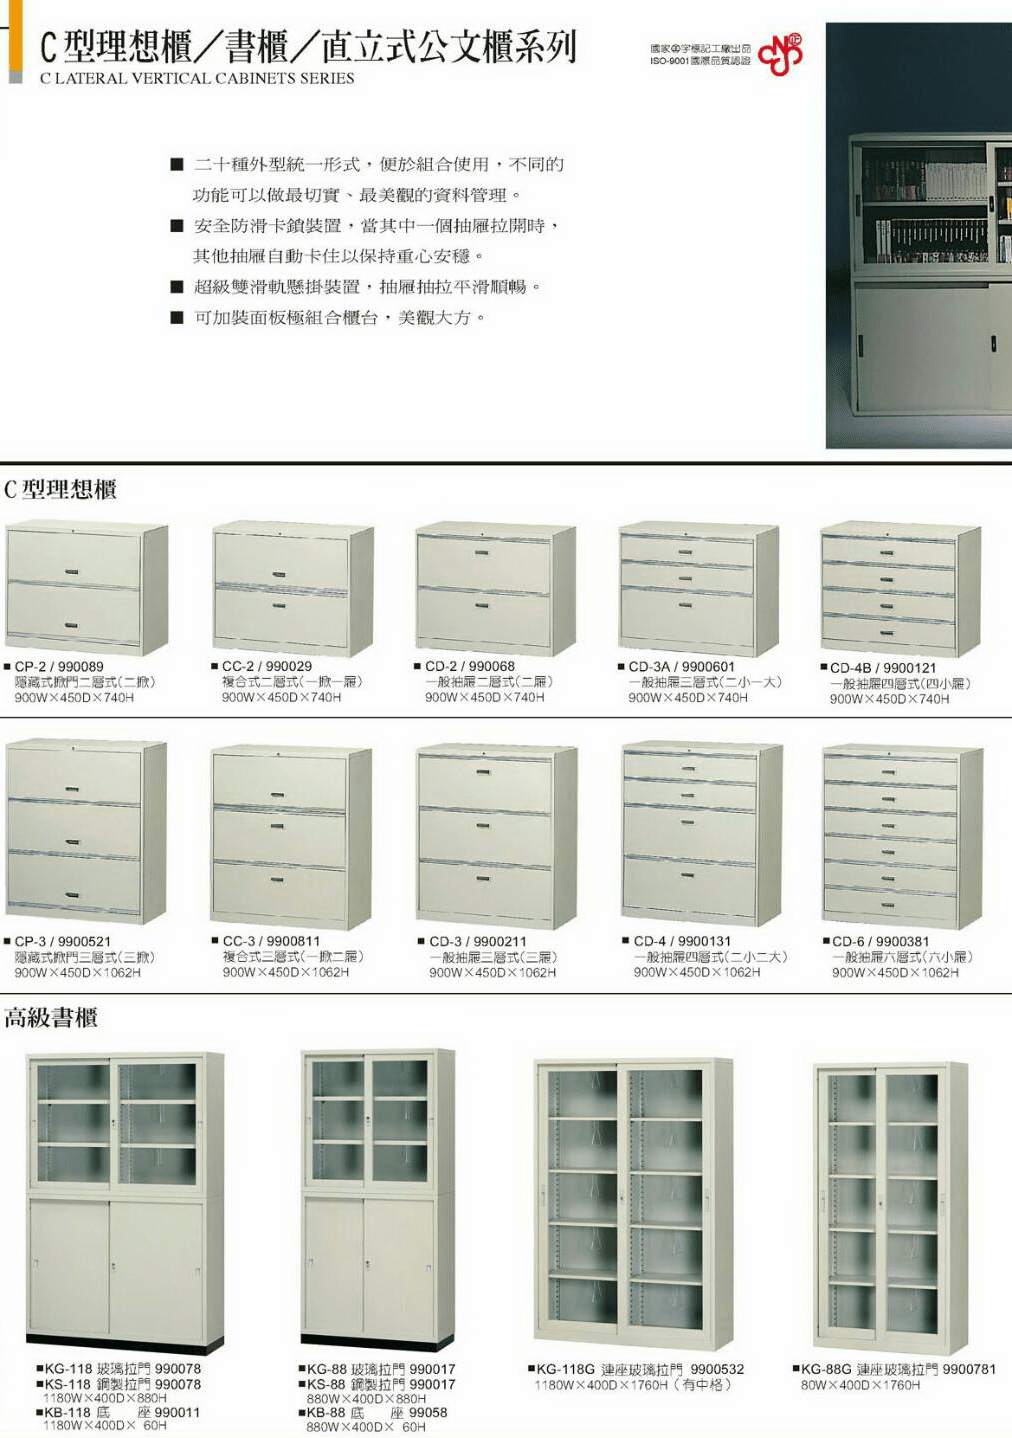 C型理想櫃／書櫃／直立式公文櫃系列
C LATERAL VERTICAL CABINETS SERIES
國家㊣字標記工廠出品
ISO-9001國際品質認證
■ 二十種外型統一形式，便於組合使用，不同的
功能可以做最切實、最美觀的資料管理。
■ 安全防滑卡鎖裝置，當其中一個抽屜拉開時，
其他抽屜自動卡住以保持重心安穩。
■ 超級雙滑軌懸掛裝置，抽屜抽拉平滑順暢。
■ 可加裝面板極組合櫃台，美觀大方。
C型理想櫃
■ CP-2 / 990089
隱藏式掀門二層式(二掀)
900W×450D×740H
■ CC-2 / 990029
複合式二層式(一掀一屜)
900W×450D×740H
■ CD-2 / 990068
一般抽屜二層式(二屜)
900W×450D×740H
■ CD-3A / 9900601
一般抽屜三層式(二小一大)
900W×450D×740H
■ CD-4B / 9900121
一般抽屜四層式(四小屜)
900W×450D×740H
■ CP-3 / 9900521
隱藏式掀門三層式(三掀)
900W×450D×1062H
■ CC-3 / 9900811
複合式三層式(一掀二屜)
900W×450D×1062H
■ CD-3 / 9900211
一般抽屜三層式(三屜)
900W×450D×1062H
■ CD-4 / 9900131
一般抽屜四層式(二小二大)
900W×450D×1062H
■ CD-6 / 9900381
一般抽屜六層式(六小屜)
900W×450D×1062H
高級書櫃
■KG-118 玻璃拉門 990078
■KS-118 鋼製拉門 990078
1180W×400D×880H
■KB-118 底　座 990011
1180W×400D× 60H
■KG-88 玻璃拉門 990017
■KS-88 鋼製拉門 990017
880W×400D×880H
■KB-88 底　座 99058
880W×400D× 60H
■KG-118G 連座玻璃拉門 9900532
1180W×400D×1760H（有中格）
■KG-88G 連座玻璃拉門 9900781
80W×400D×1760H